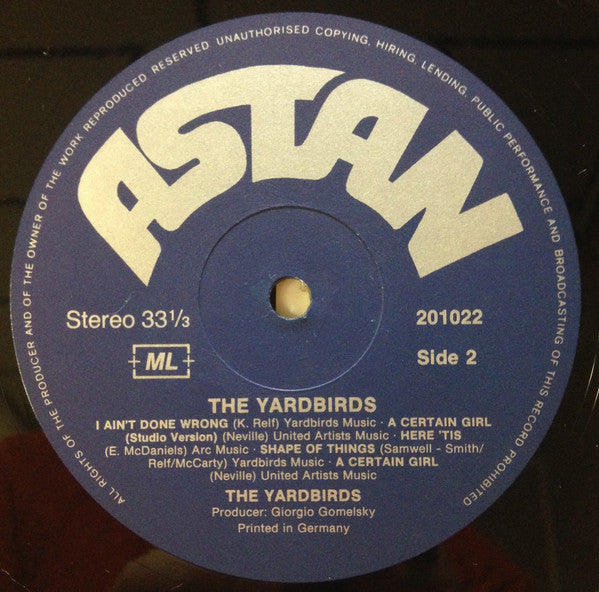 ALL RIGHTS OF THE PRODUCER AND OF THE OWNER OF THE WORK REPRODUCED RESERVED UNAUTHORISED COPYING, HIRING, LENDING, PUBLIC PERFORMANCE AND BROADCASTING OF THIS RECORD PROHIBITED
ASTAN
Stereo 33⅓
201022
ML
Side 2
THE YARDBIRDS
I AIN'T DONE WRONG (K. Relf) Yardbirds Music · A CERTAIN GIRL
(Studio Version) (Neville) United Artists Music · HERE 'TIS
(E. McDaniels) Arc Music · SHAPE OF THINGS (Samwell - Smith/
Relf/McCarty) Yardbirds Music · A CERTAIN GIRL
(Neville) United Artists Music
THE YARDBIRDS
Producer: Giorgio Gomelsky
Printed in Germany